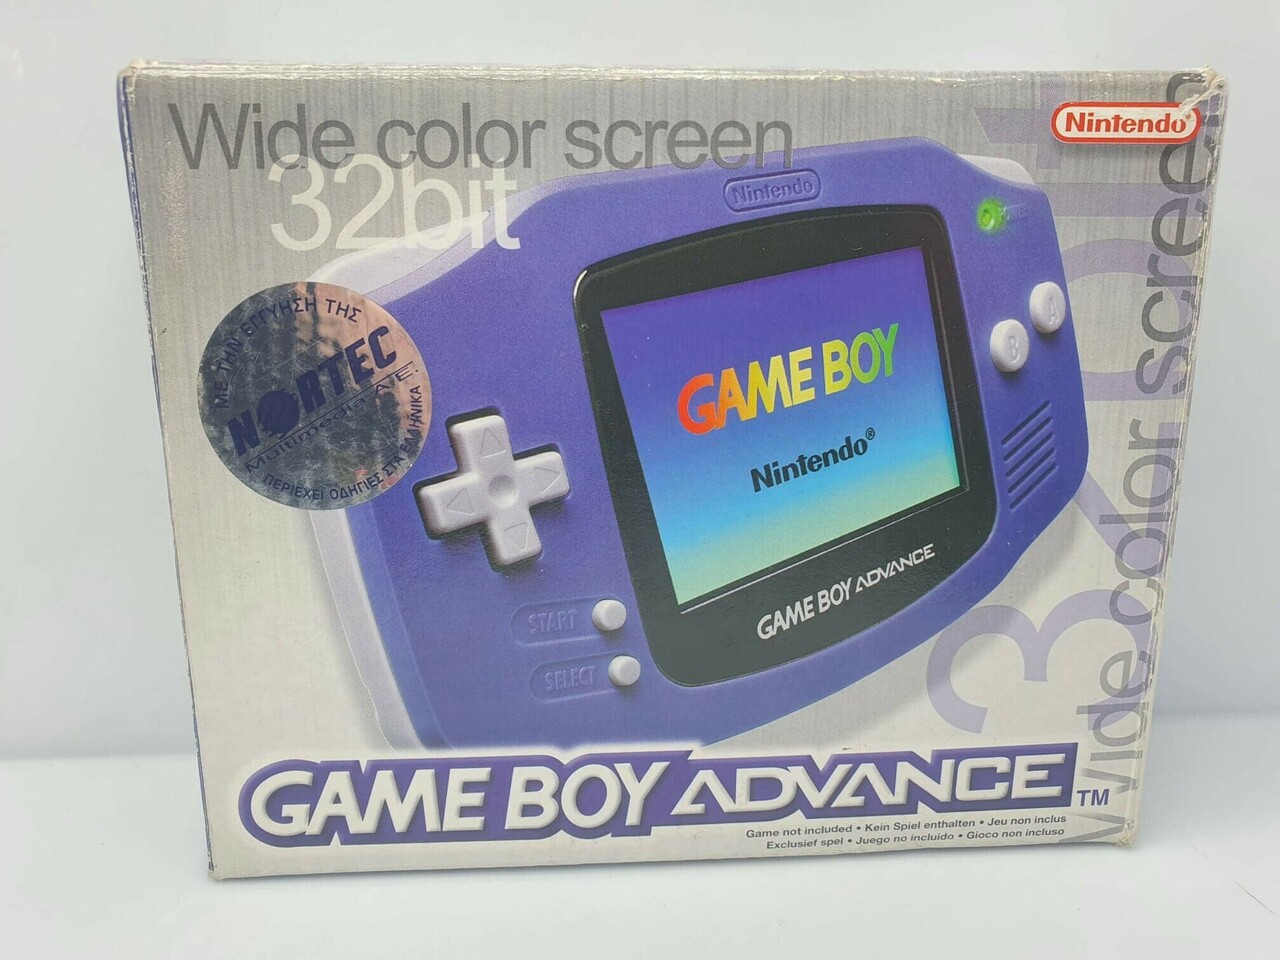 Wide color screen
32bit
Nintendo
Nintendo
ΜΕ ΤΗΝ ΕΓΓΥΗΣΗ ΤΗΣ
NORTEC
Multimedia A.E.
ΠΕΡΙΕΧΕΙ ΟΔΗΓΙΕΣ ΣΤΑ ΕΛΛΗΝΙΚΑ
A
B
GAME BOY
Nintendo®
GAME BOY ADVANCE
START
SELECT
32bit
Wide color screen
GAME BOY ADVANCE™
Game not included • Kein Spiel enthalten • Jeu non inclus
Exclusief spel • Juego no incluido • Gioco non incluso